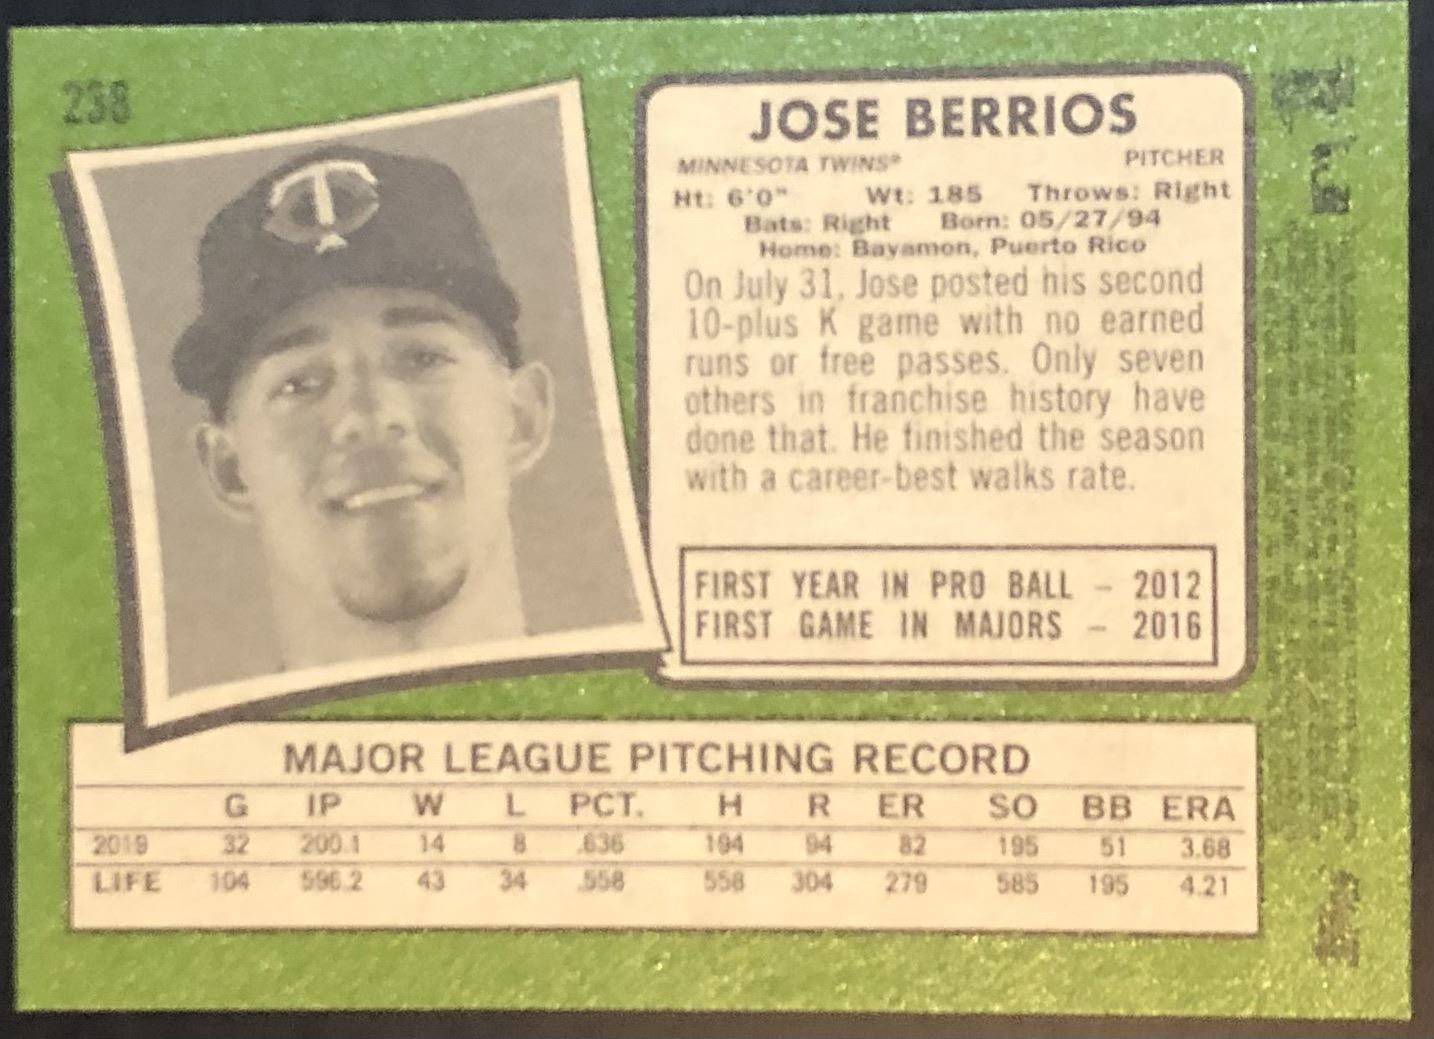 238
JOSE BERRIOS
MINNESOTA TWINS® PITCHER
Ht: 6'0" Wt: 185 Throws: Right
Bats: Right Born: 05/27/94
Home: Bayamon, Puerto Rico
On July 31, Jose posted his second
10-plus K game with no earned
runs or free passes. Only seven
others in franchise history have
done that. He finished the season
with a career-best walks rate.
FIRST YEAR IN PRO BALL – 2012
FIRST GAME IN MAJORS – 2016
MAJOR LEAGUE PITCHING RECORD
G IP W L PCT. H R ER SO BB ERA
2019 32 200.1 14 8 .636 194 94 82 195 51 3.68
LIFE 104 596.2 43 34 .558 558 304 279 585 195 4.21